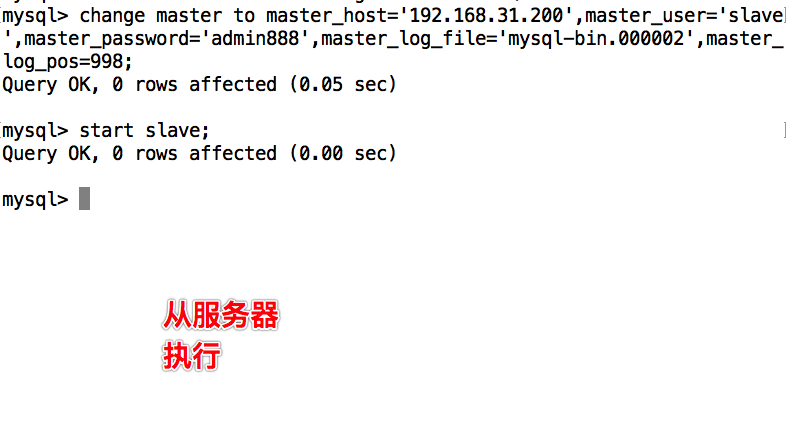 mysql> change master to master_host='192.168.31.200',master_user='slave
',master_password='admin888',master_log_file='mysql-bin.000002',master_
log_pos=998;
Query OK, 0 rows affected (0.05 sec)
mysql> start slave;
Query OK, 0 rows affected (0.00 sec)
mysql>
从服务器
执行